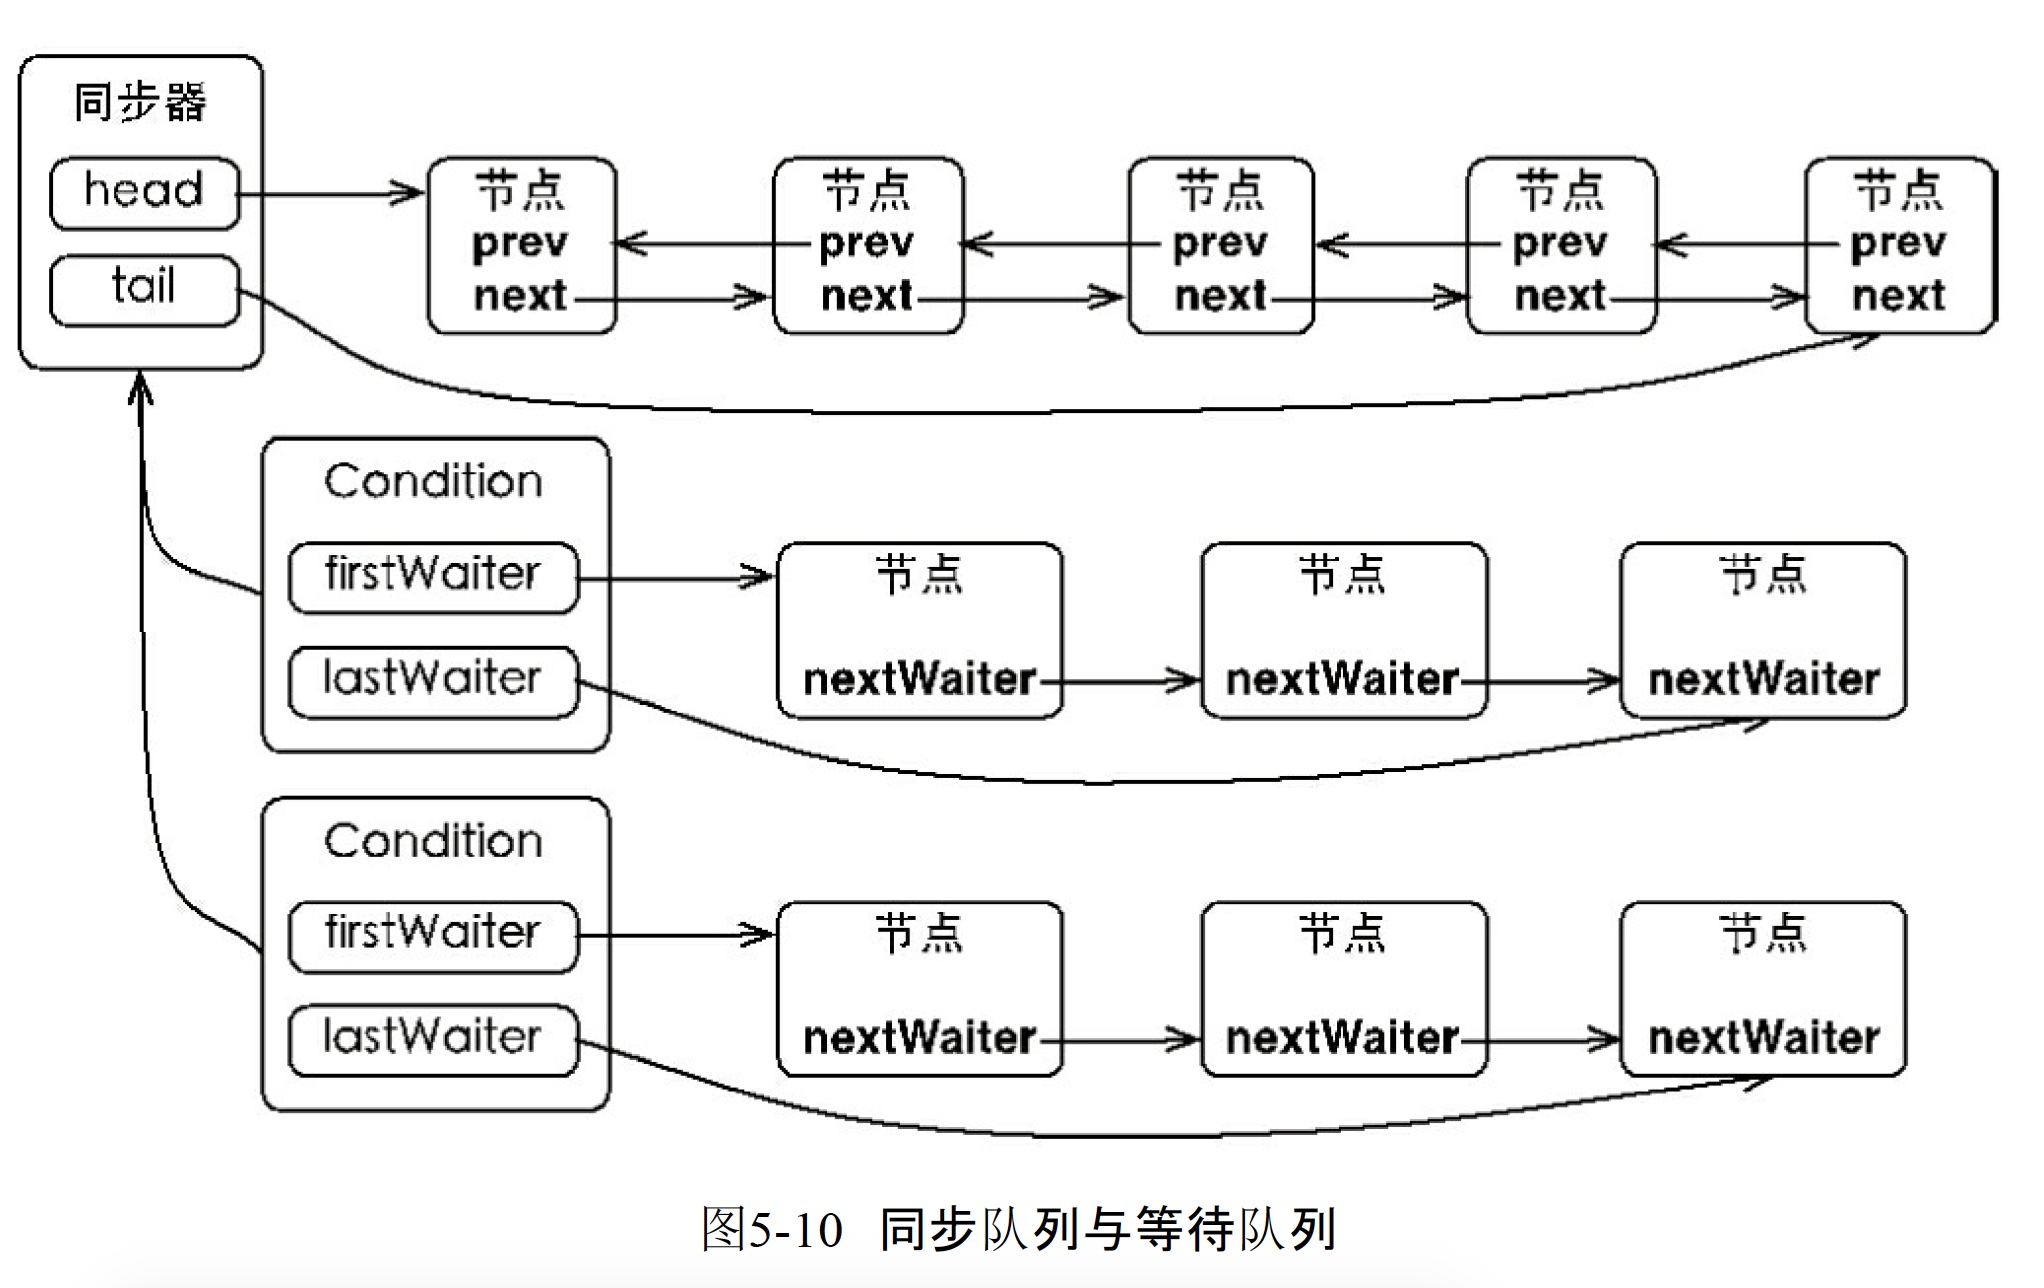 同步器
head
tail
节点 节点 节点 节点 节点
prev prev prev prev prev
next next next next next
Condition
firstWaiter
lastWaiter
节点 节点 节点
nextWaiter nextWaiter nextWaiter
Condition
firstWaiter
lastWaiter
节点 节点 节点
nextWaiter nextWaiter nextWaiter
图5-10 同步队列与等待队列